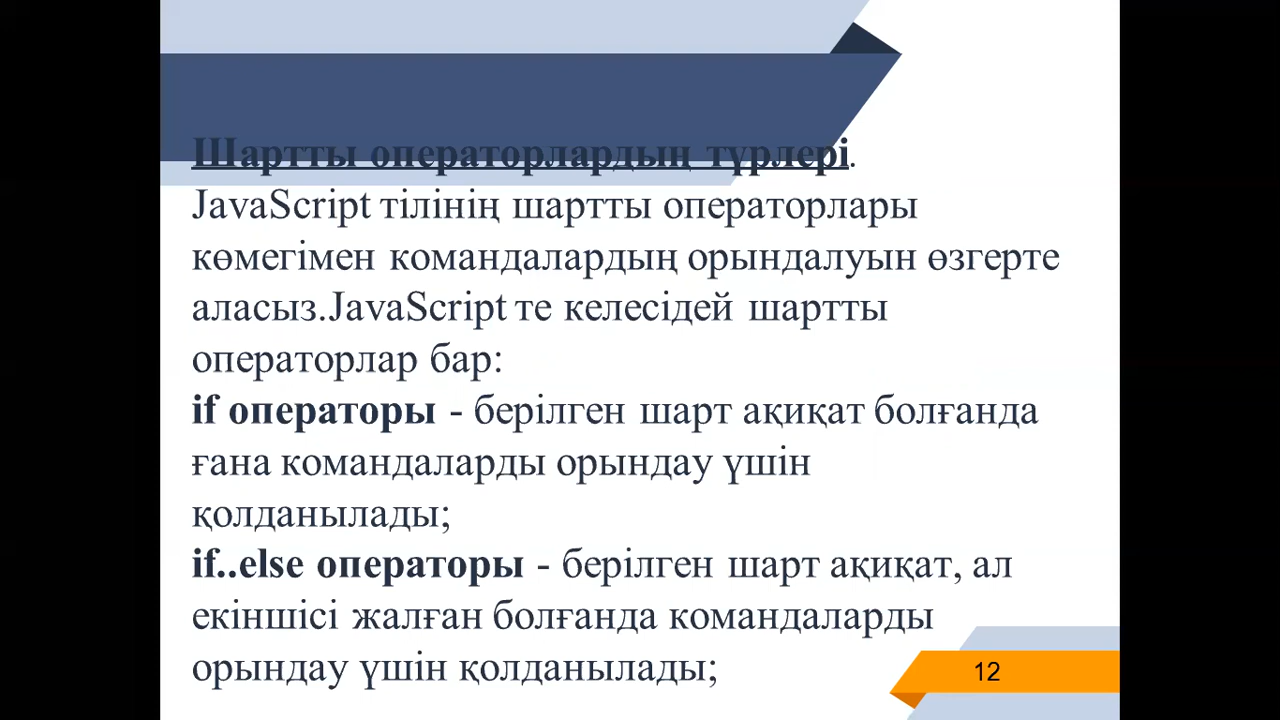 Шартты операторлардың түрлері.
JavaScript тілінің шартты операторлары
көмегімен командалардың орындалуын өзгерте
аласыз.JavaScript те келесідей шартты
операторлар бар:
if операторы - берілген шарт ақиқат болғанда
ғана командаларды орындау үшін
қолданылады;
if..else операторы - берілген шарт ақиқат, ал
екіншісі жалған болғанда командаларды
орындау үшін қолданылады;
12